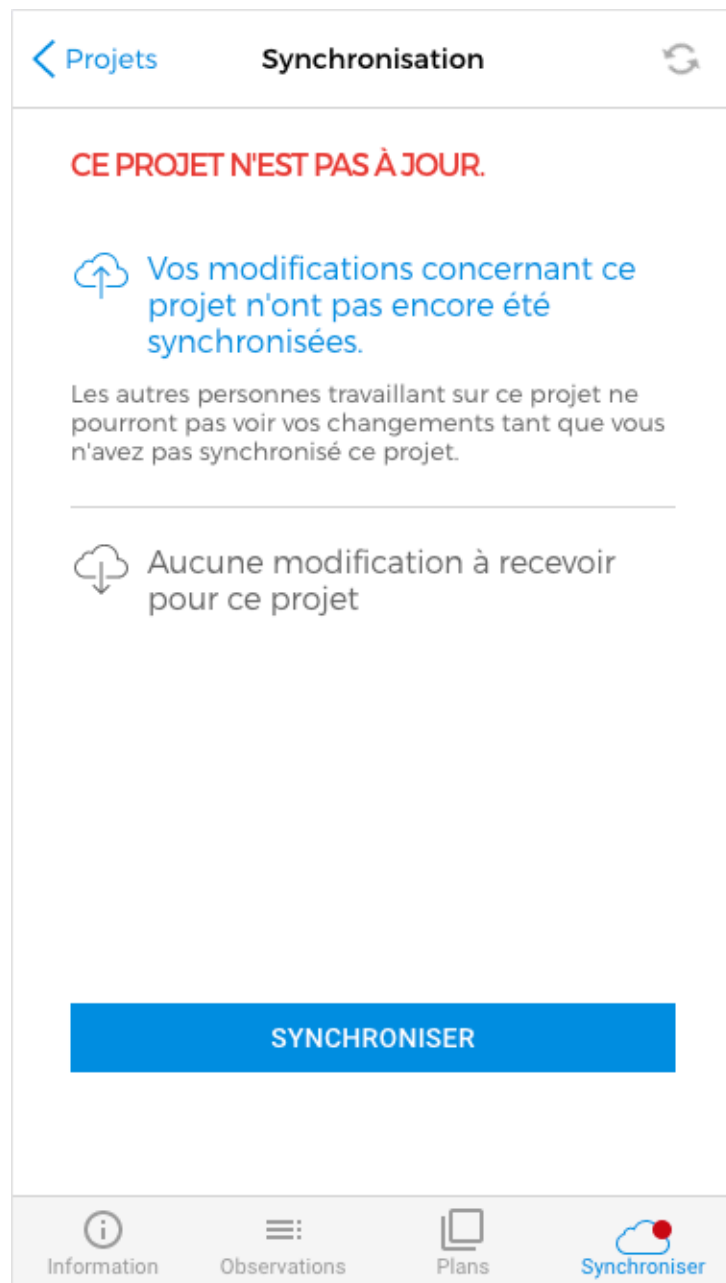 Projets
Synchronisation
CE PROJET N'EST PAS À JOUR.
Vos modifications concernant ce
projet n'ont pas encore été
synchronisées.
Les autres personnes travaillant sur ce projet ne
pourront pas voir vos changements tant que vous
n'avez pas synchronisé ce projet.
Aucune modification à recevoir
pour ce projet
SYNCHRONISER
Information
Observations
Plans
Synchroniser